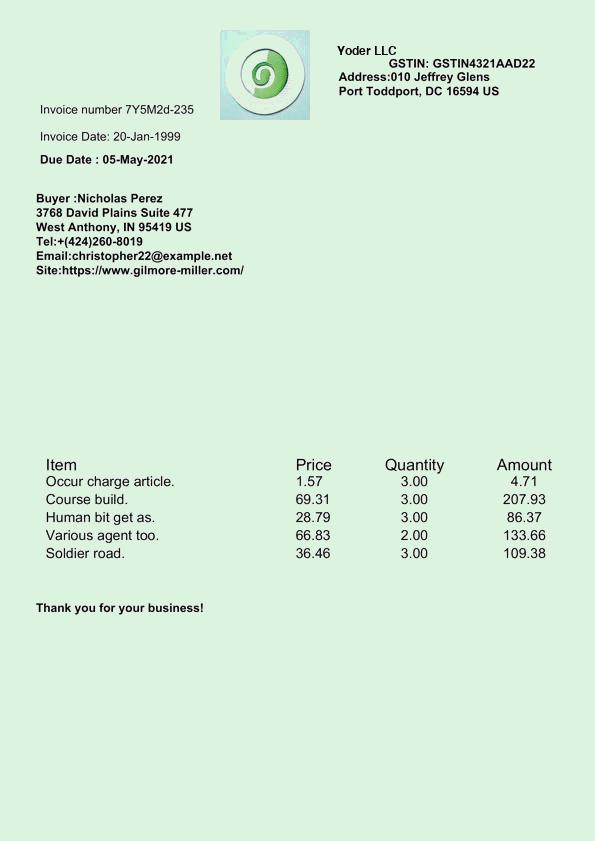 Yoder LLC
GSTIN: GSTIN4321AAD22
Address:010 Jeffrey Glens
Port Toddport, DC 16594 US
Invoice number 7Y5M2d-235
Invoice Date: 20-Jan-1999
Due Date : 05-May-2021
Buyer :Nicholas Perez
3768 David Plains Suite 477
West Anthony, IN 95419 US
Tel:+(424)260-8019
Email:christopher22@example.net
Site:https://www.gilmore-miller.com/
Item Price Quantity Amount
Occur charge article. 1.57 3.00 4.71
Course build. 69.31 3.00 207.93
Human bit get as. 28.79 3.00 86.37
Various agent too. 66.83 2.00 133.66
Soldier road. 36.46 3.00 109.38
Thank you for your business!